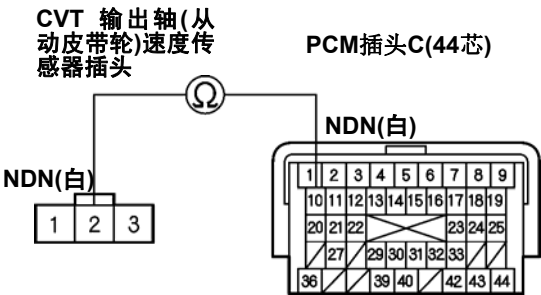 CVT 输出轴(从
动皮带轮)速度传
感器插头
PCM插头C(44芯)
Ω
NDN(白)
NDN(白)
1 2 3
1 2 3 4 5 6 7 8 9
10 11 12 13 14 15 16 17 18 19
20 21 22 23 24 25
27 29 30 31 32 33
36 39 40 42 43 44